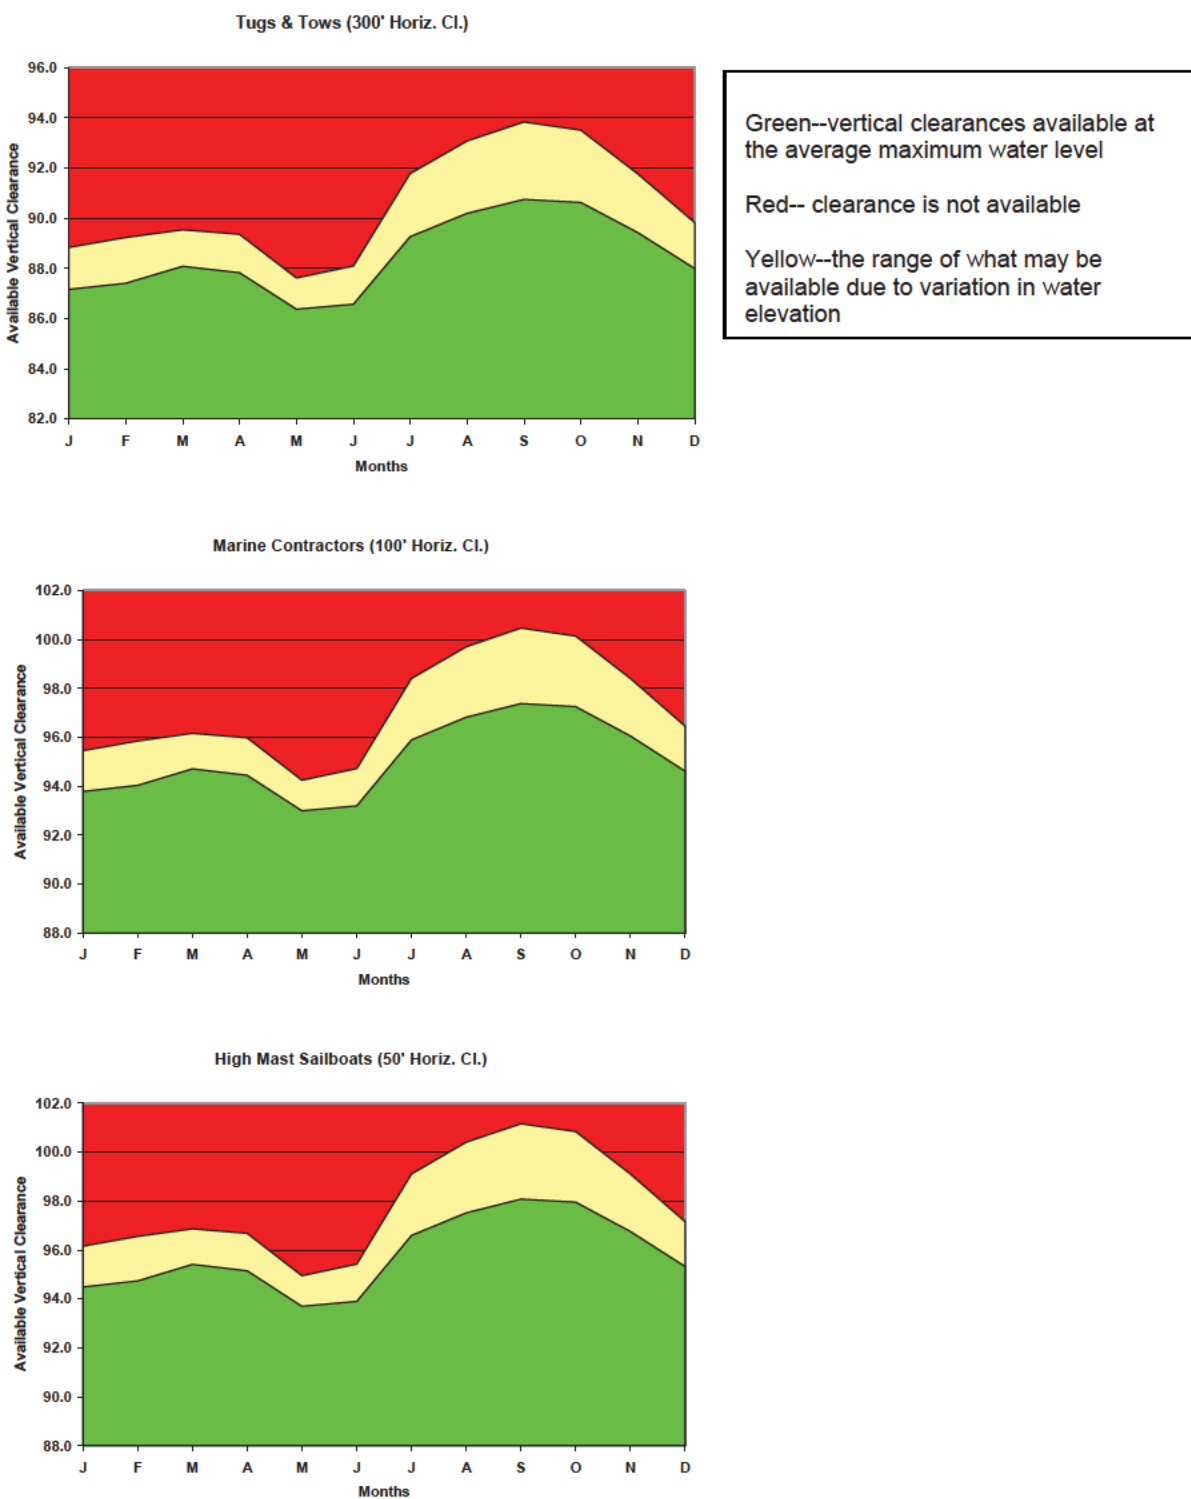 Tugs & Tows (300' Horiz. Cl.)
96.0
94.0
92.0
90.0
88.0
86.0
84.0
82.0
Available Vertical Clearance
J F M A M J J A S O N D
Months
Green--vertical clearances available at
the average maximum water level
Red-- clearance is not available
Yellow--the range of what may be
available due to variation in water
elevation
Marine Contractors (100' Horiz. Cl.)
102.0
100.0
98.0
96.0
94.0
92.0
90.0
88.0
Available Vertical Clearance
J F M A M J J A S O N D
Months
High Mast Sailboats (50' Horiz. Cl.)
102.0
100.0
98.0
96.0
94.0
92.0
90.0
88.0
Available Vertical Clearance
J F M A M J J A S O N D
Months